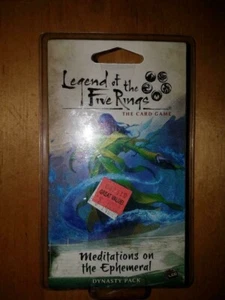 Legend of the
Five Rings
THE CARD GAME
Meditations on
the Ephemeral
DYNASTY PACK